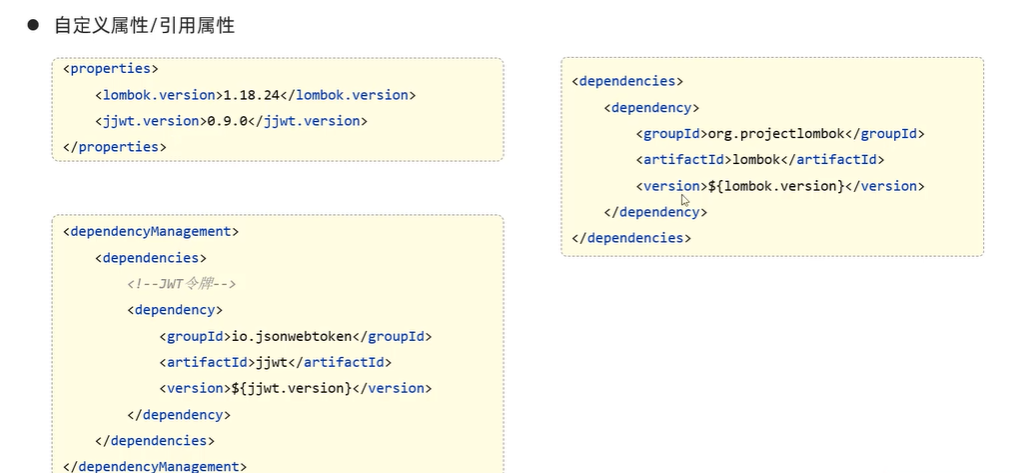 ● 自定义属性/引用属性
<properties>
    <lombok.version>1.18.24</lombok.version>
    <jjwt.version>0.9.0</jjwt.version>
</properties>
<dependencyManagement>
    <dependencies>
        <!--JWT令牌-->
        <dependency>
            <groupId>io.jsonwebtoken</groupId>
            <artifactId>jjwt</artifactId>
            <version>${jjwt.version}</version>
        </dependency>
    </dependencies>
</dependencyManagement>
<dependencies>
    <dependency>
        <groupId>org.projectlombok</groupId>
        <artifactId>lombok</artifactId>
        <version>${lombok.version}</version>
    </dependency>
</dependencies>